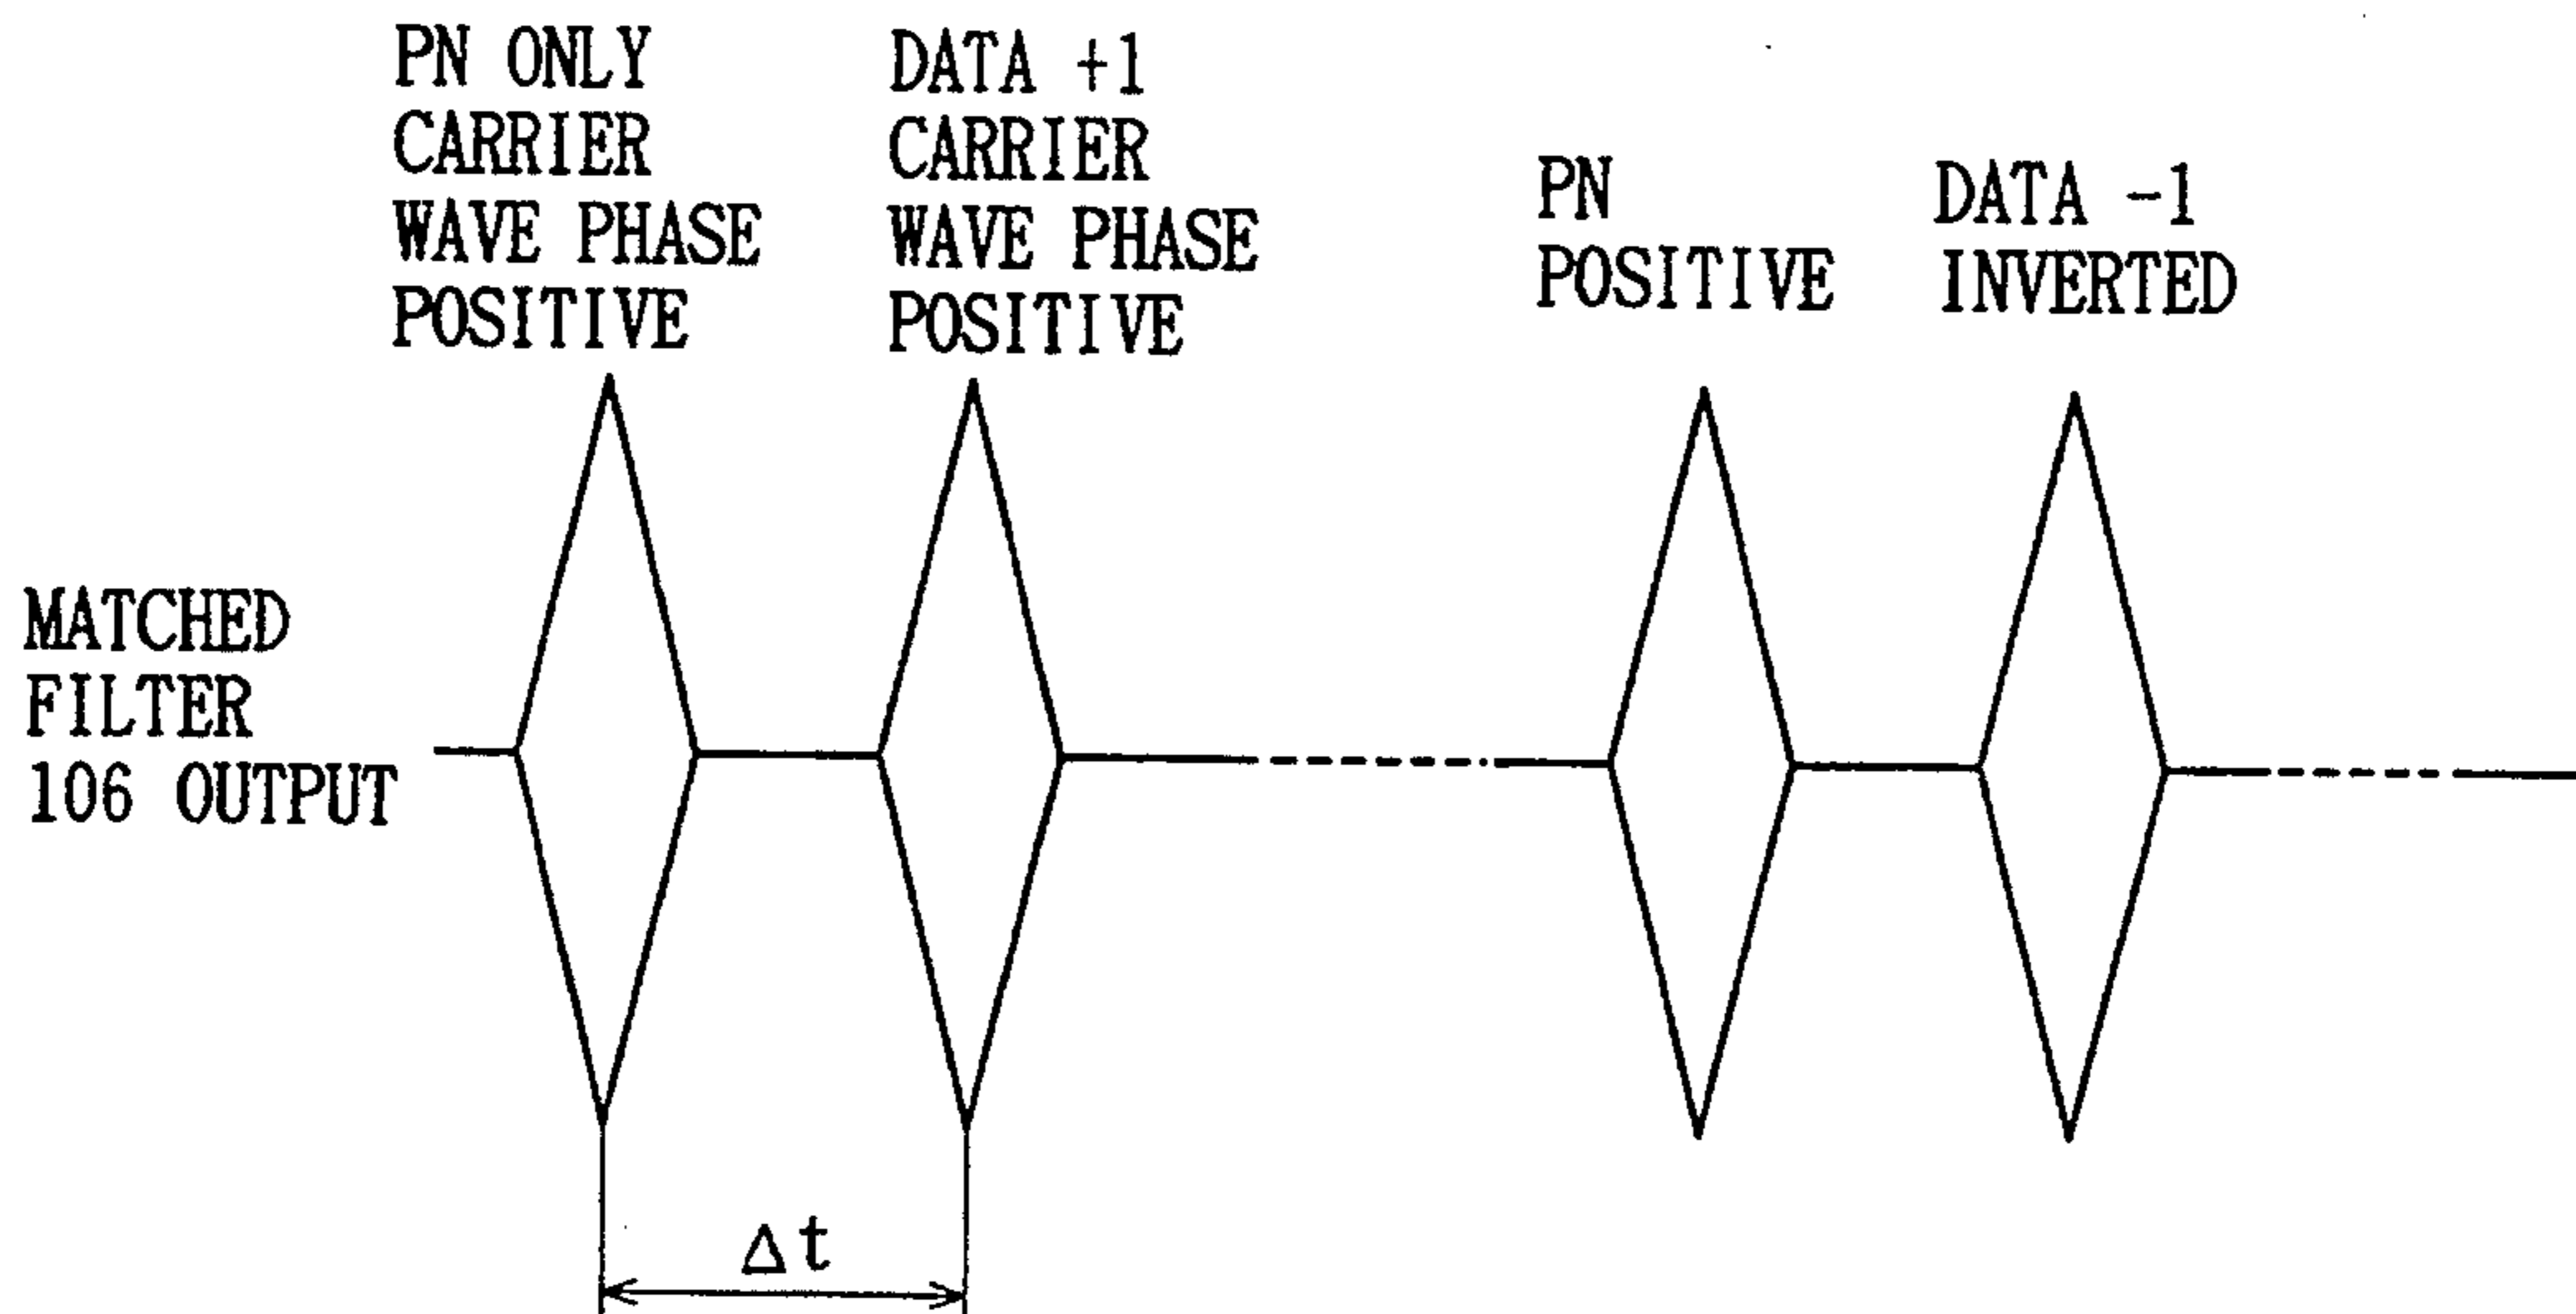 PN ONLY
CARRIER
WAVE PHASE
POSITIVE
DATA +1
CARRIER
WAVE PHASE
POSITIVE
PN
POSITIVE
DATA -1
INVERTED
MATCHED
FILTER
106 OUTPUT
Δt